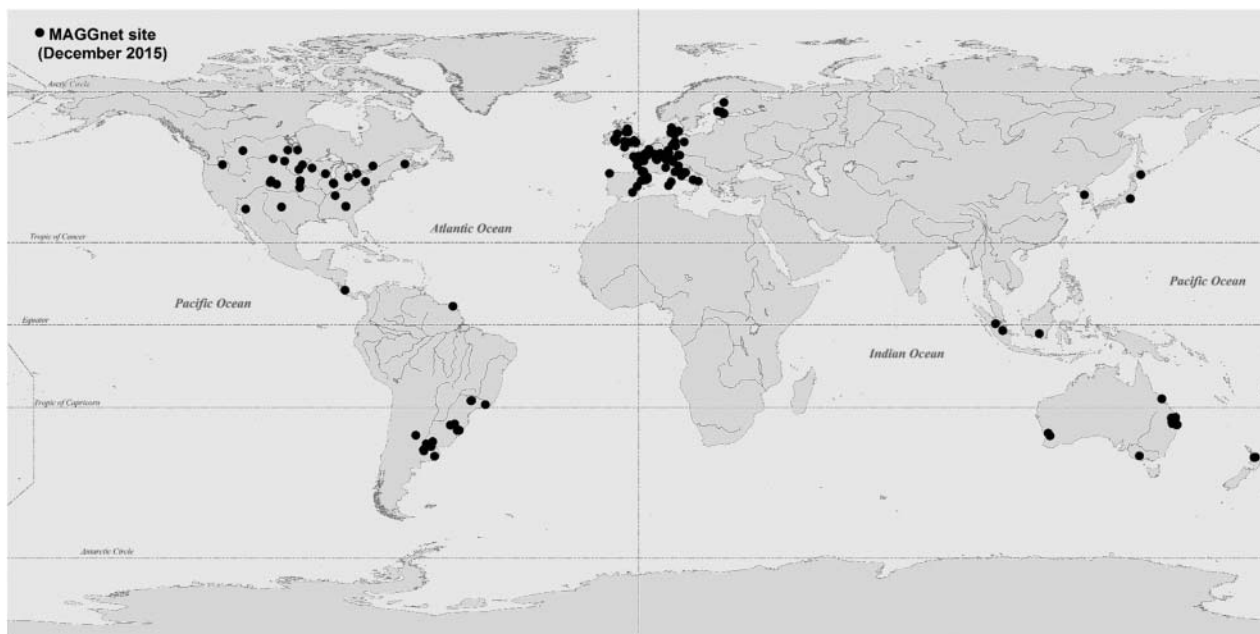 MAGGnet site
(December 2015)
Arctic Circle
Atlantic Ocean
Tropic of Cancer
Pacific Ocean
Pacific Ocean
Equator
Indian Ocean
Tropic of Capricorn
Antarctic Circle